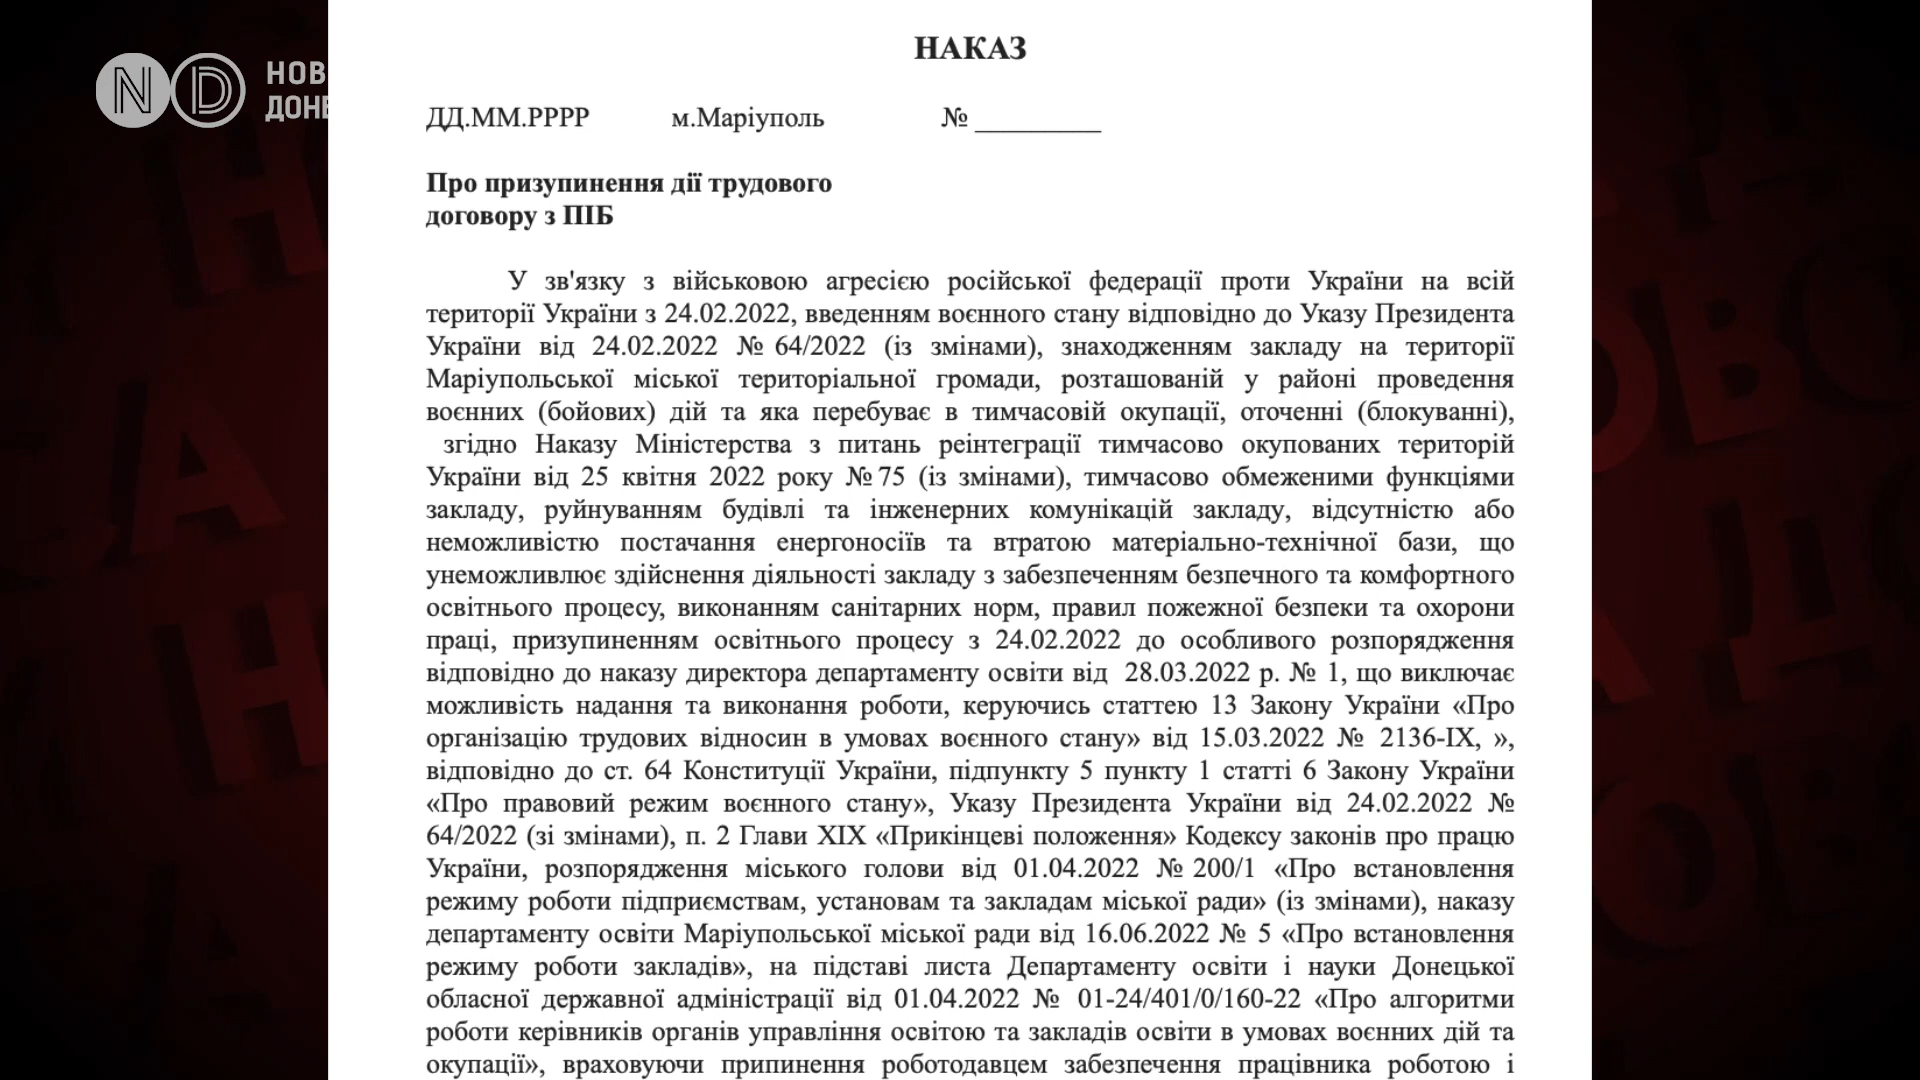 ND НОВ
ДОНЕ
НАКАЗ
ДД.ММ.РРРР м.Маріуполь № _________
Про призупинення дії трудового
договору з ПІБ
У зв'язку з військовою агресією російської федерації проти України на всій
території України з 24.02.2022, введенням воєнного стану відповідно до Указу Президента
України від 24.02.2022 № 64/2022 (із змінами), знаходженням закладу на території
Маріупольської міської територіальної громади, розташованій у районі проведення
воєнних (бойових) дій та яка перебуває в тимчасовій окупації, оточенні (блокуванні),
згідно Наказу Міністерства з питань реінтеграції тимчасово окупованих територій
України від 25 квітня 2022 року № 75 (із змінами), тимчасово обмеженими функціями
закладу, руйнуванням будівлі та інженерних комунікацій закладу, відсутністю або
неможливістю постачання енергоносіїв та втратою матеріально-технічної бази, що
унеможливлює здійснення діяльності закладу з забезпеченням безпечного та комфортного
освітнього процесу, виконанням санітарних норм, правил пожежної безпеки та охорони
праці, призупиненням освітнього процесу з 24.02.2022 до особливого розпорядження
відповідно до наказу директора департаменту освіти від 28.03.2022 р. № 1, що виключає
можливість надання та виконання роботи, керуючись статтею 13 Закону України «Про
організацію трудових відносин в умовах воєнного стану» від 15.03.2022 № 2136-IX, »,
відповідно до ст. 64 Конституції України, підпункту 5 пункту 1 статті 6 Закону України
«Про правовий режим воєнного стану», Указу Президента України від 24.02.2022 №
64/2022 (зі змінами), п. 2 Глави XIX «Прикінцеві положення» Кодексу законів про працю
України, розпорядження міського голови від 01.04.2022 № 200/1 «Про встановлення
режиму роботи підприємствам, установам та закладам міської ради» (із змінами), наказу
департаменту освіти Маріупольської міської ради від 16.06.2022 № 5 «Про встановлення
режиму роботи закладів», на підставі листа Департаменту освіти і науки Донецької
обласної державної адміністрації від 01.04.2022 № 01-24/401/0/160-22 «Про алгоритми
роботи керівників органів управління освітою та закладів освіти в умовах воєнних дій та
окупації», враховуючи припинення роботодавцем забезпечення працівника роботою і